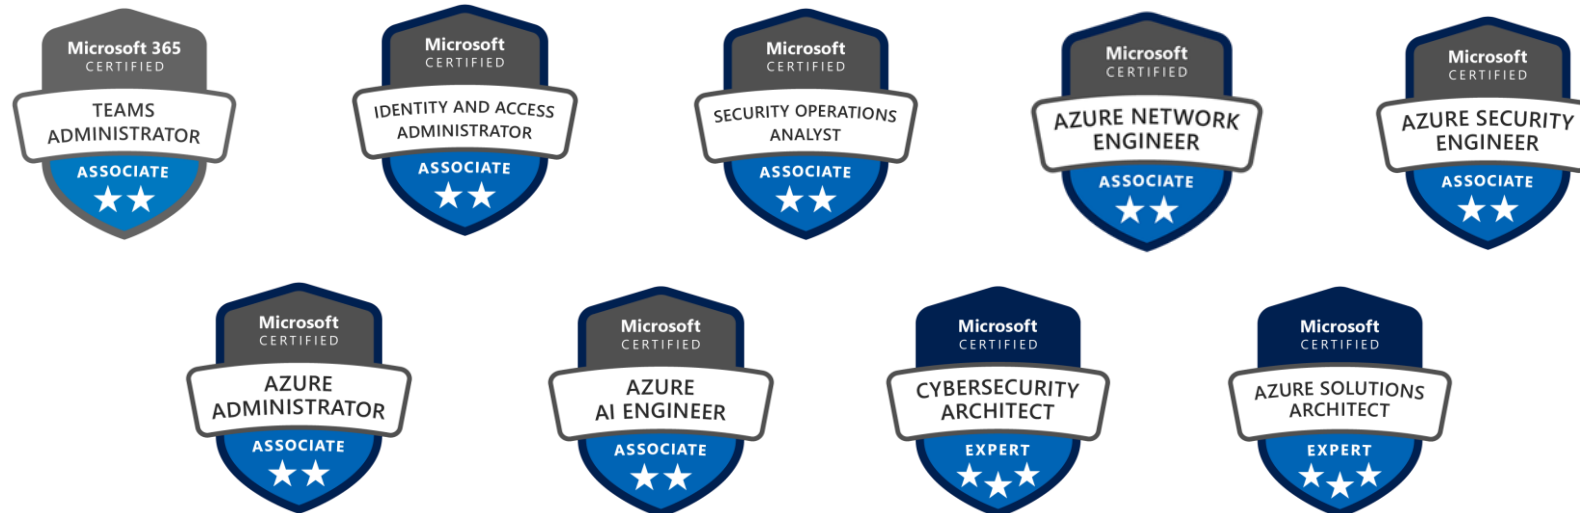 Microsoft 365
CERTIFIED
TEAMS
ADMINISTRATOR
ASSOCIATE
Microsoft
CERTIFIED
IDENTITY AND ACCESS
ADMINISTRATOR
ASSOCIATE
Microsoft
CERTIFIED
SECURITY OPERATIONS
ANALYST
ASSOCIATE
Microsoft
CERTIFIED
AZURE NETWORK
ENGINEER
ASSOCIATE
Microsoft
CERTIFIED
AZURE SECURITY
ENGINEER
ASSOCIATE
Microsoft
CERTIFIED
AZURE
ADMINISTRATOR
ASSOCIATE
Microsoft
CERTIFIED
AZURE
AI ENGINEER
ASSOCIATE
Microsoft
CERTIFIED
CYBERSECURITY
ARCHITECT
EXPERT
Microsoft
CERTIFIED
AZURE SOLUTIONS
ARCHITECT
EXPERT